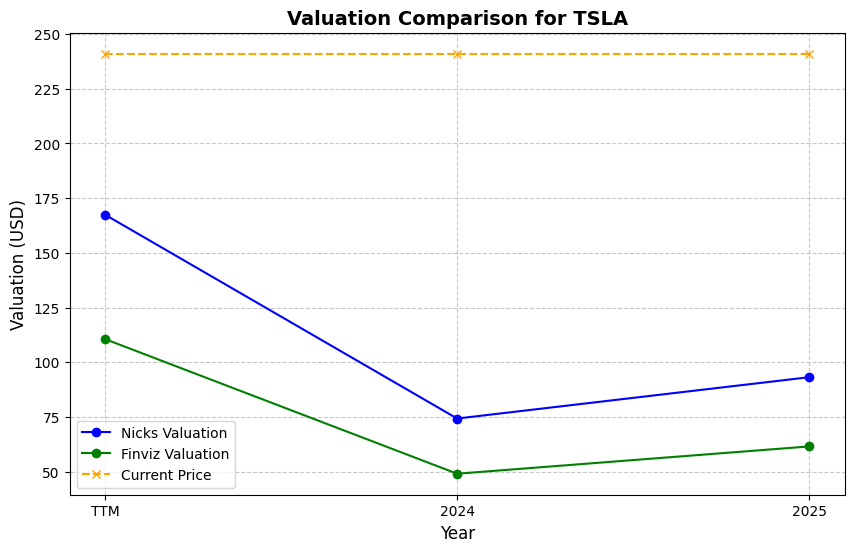 Valuation Comparison for TSLA
Valuation (USD)
250
225
200
175
150
125
100
75
50
Nicks Valuation
Finviz Valuation
Current Price
TTM
2024
2025
Year